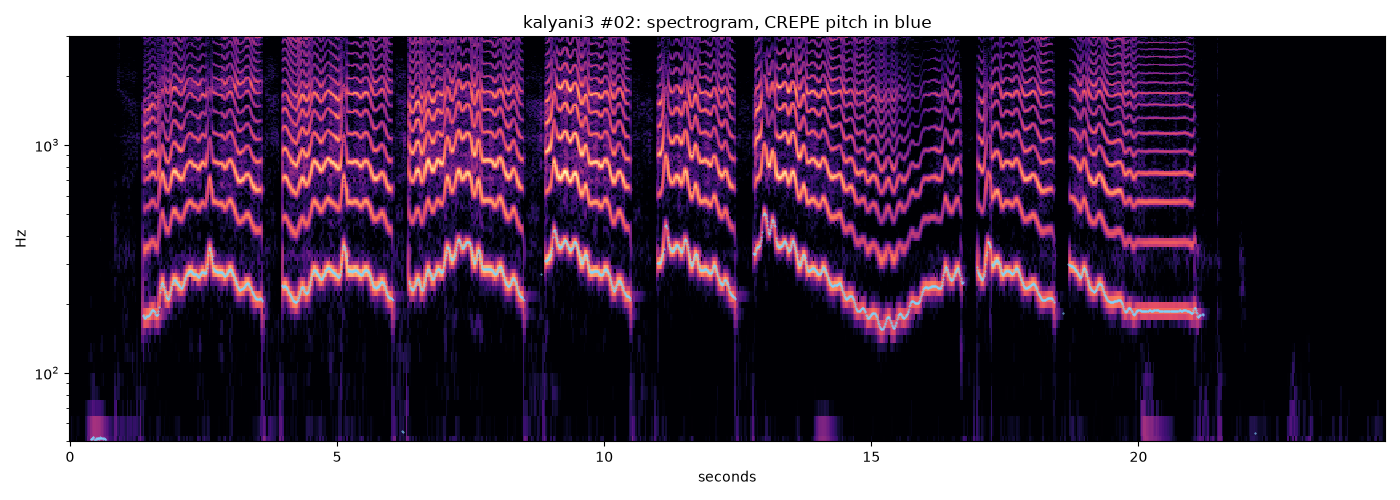 kalyani3 #02: spectrogram, CREPE pitch in blue
Hz
10³
10²
0 5 10 15 20
seconds